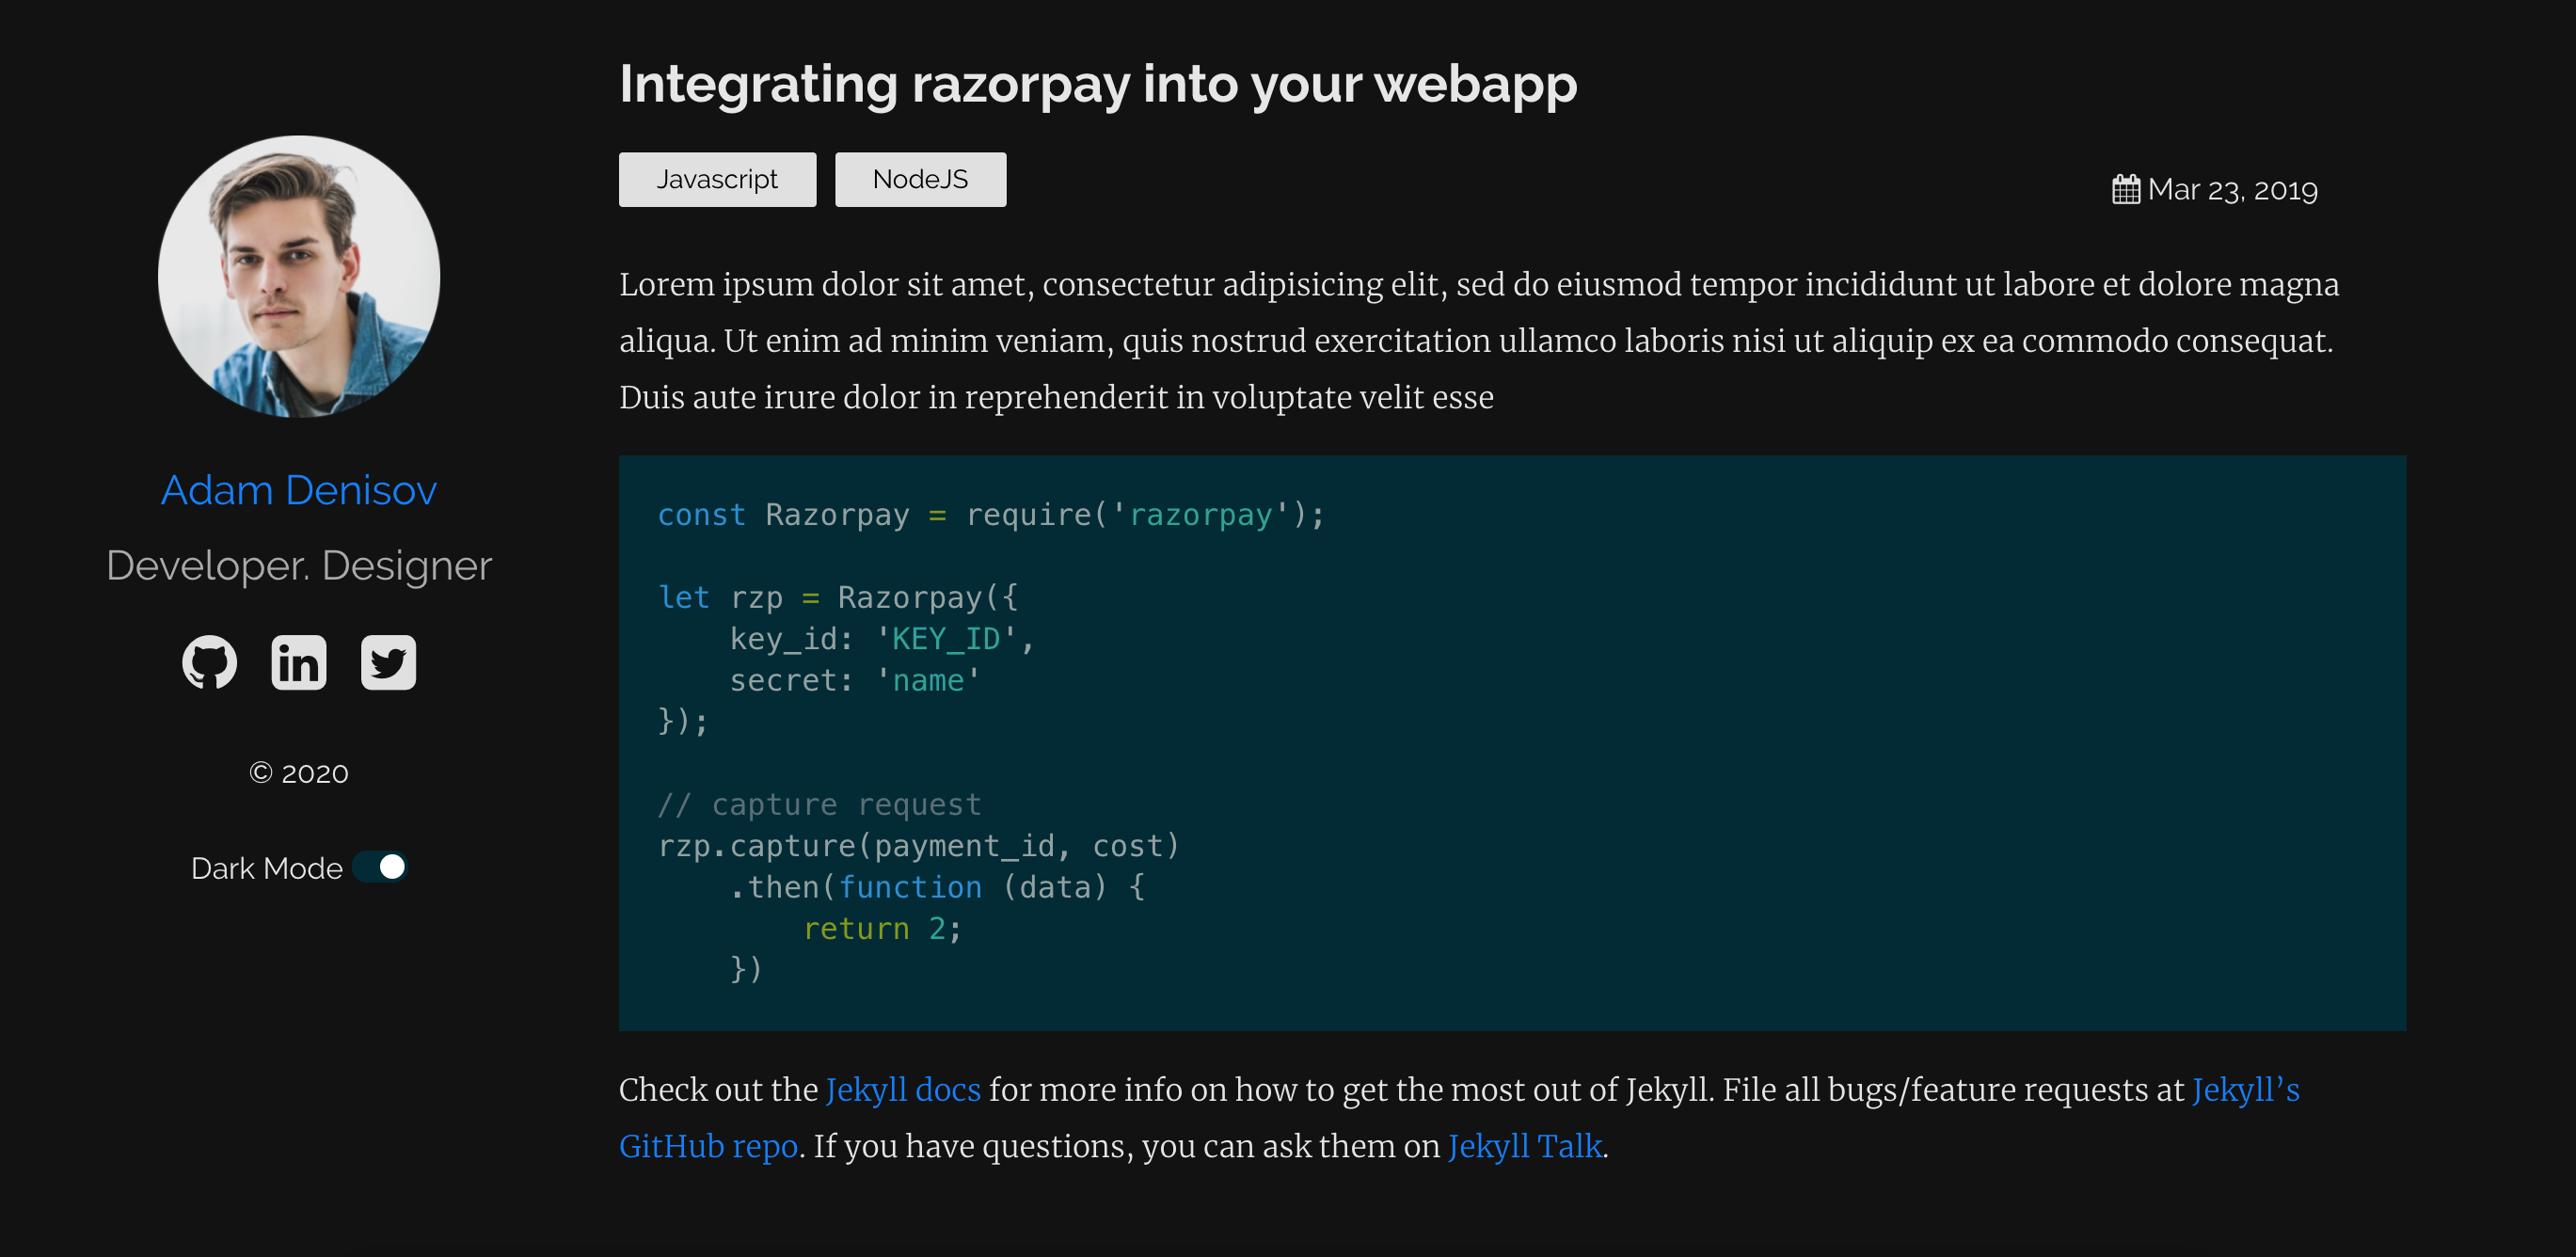 Adam Denisov
Developer. Designer
in
© 2020
Dark Mode
Integrating razorpay into your webapp
Javascript NodeJS
Mar 23, 2019
Lorem ipsum dolor sit amet, consectetur adipisicing elit, sed do eiusmod tempor incididunt ut labore et dolore magna
aliqua. Ut enim ad minim veniam, quis nostrud exercitation ullamco laboris nisi ut aliquip ex ea commodo consequat.
Duis aute irure dolor in reprehenderit in voluptate velit esse
const Razorpay = require('razorpay');
let rzp = Razorpay({
    key_id: 'KEY_ID',
    secret: 'name'
});
// capture request
rzp.capture(payment_id, cost)
    .then(function (data) {
        return 2;
    })
Check out the Jekyll docs for more info on how to get the most out of Jekyll. File all bugs/feature requests at Jekyll’s
GitHub repo. If you have questions, you can ask them on Jekyll Talk.